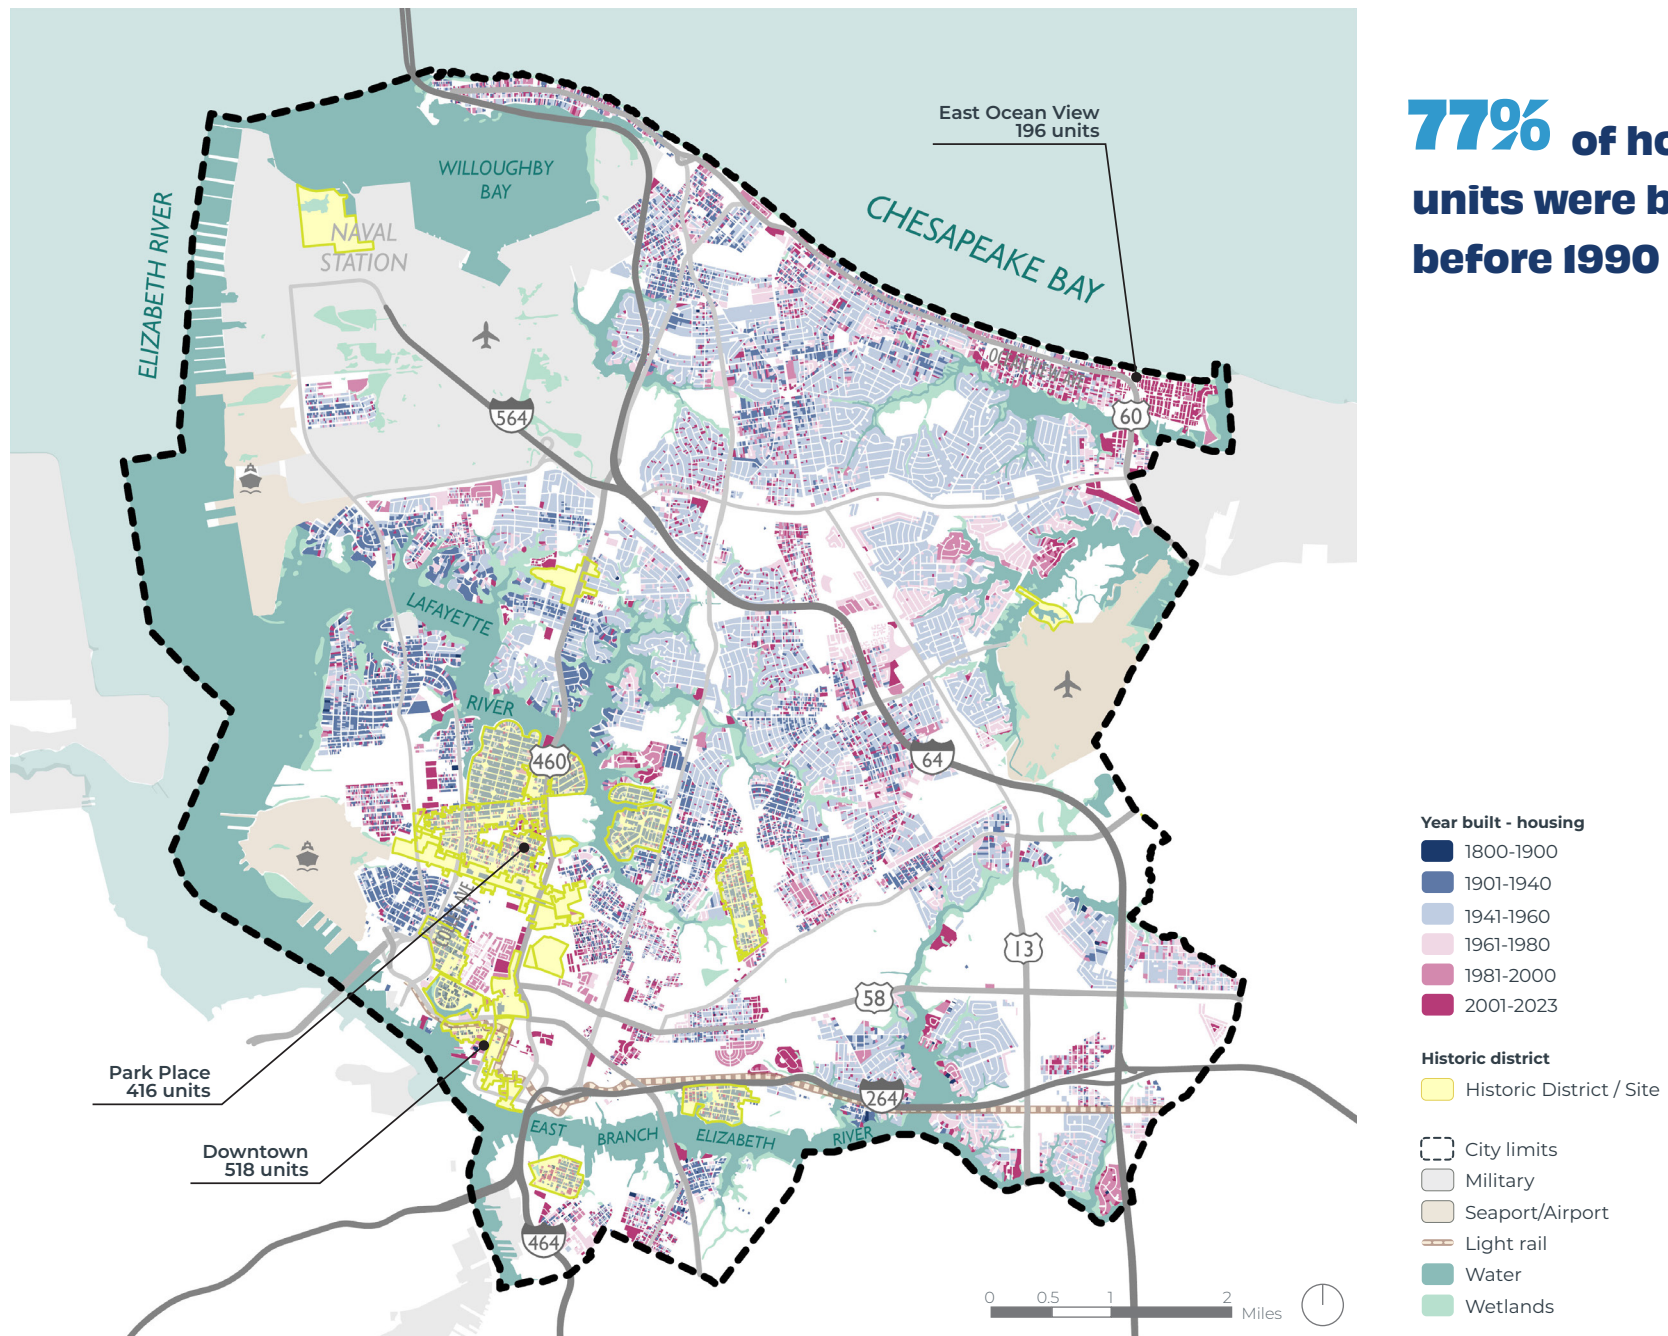 East Ocean View
196 units
WILLOUGHBY
BAY
CHESAPEAKE BAY
ELIZABETH RIVER
NAVAL
STATION
564
60
LAFAYETTE
RIVER
460
64
13
58
264
EAST BRANCH ELIZABETH RIVER
464
Park Place
416 units
Downtown
518 units
0 0.5 1 2 Miles
77% of ho
units were b
before 1990
Year built - housing
1800-1900
1901-1940
1941-1960
1961-1980
1981-2000
2001-2023
Historic district
Historic District / Site
City limits
Military
Seaport/Airport
Light rail
Water
Wetlands